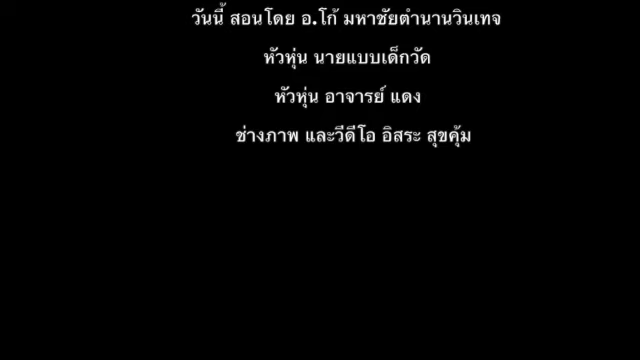 วันนี้ สอนโดย อ.โก้ มหาชัยตำนานวินเทจ
หัวหุ่น นายแบบเด็กวัด
หัวหุ่น อาจารย์ แดง
ช่างภาพ และวีดีโอ อิสระ สุขคุ้ม